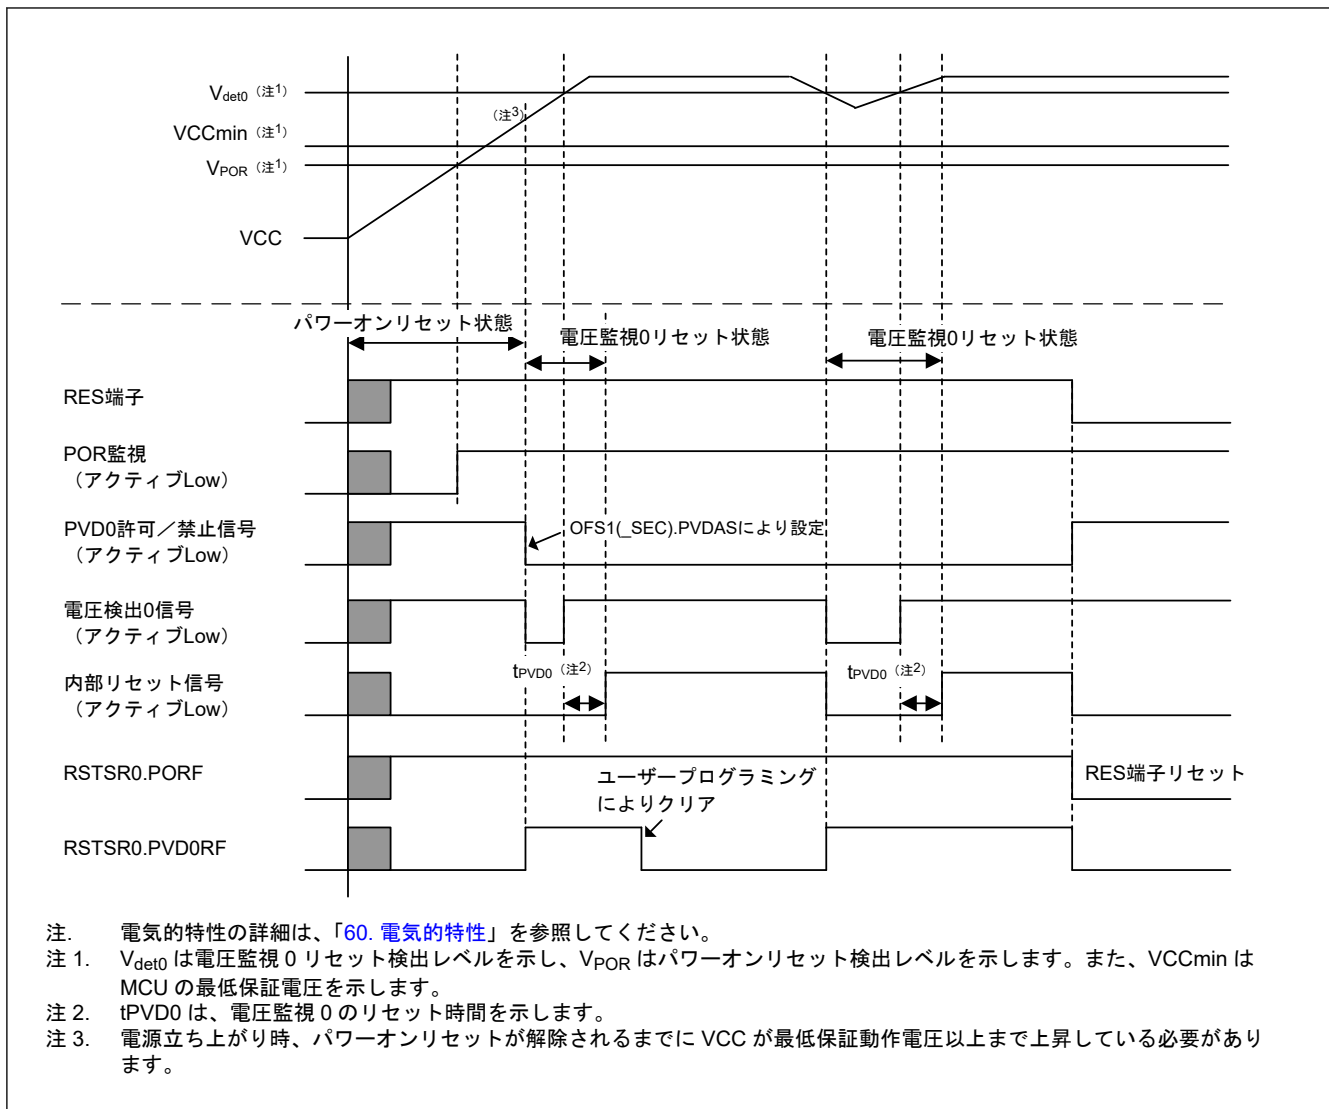 Vdet0（注1）
（注3）
VCCmin（注1）
VPOR（注1）
VCC
パワーオンリセット状態
電圧監視0リセット状態
電圧監視0リセット状態
RES端子
POR監視
（アクティブLow）
PVD0許可／禁止信号
（アクティブLow）
OFS1(_SEC).PVDASにより設定
電圧検出0信号
（アクティブLow）
tPVD0（注2）
tPVD0（注2）
内部リセット信号
（アクティブLow）
RSTSR0.PORF
ユーザープログラミング
によりクリア
RES端子リセット
RSTSR0.PVD0RF
注. 電気的特性の詳細は、「60. 電気的特性」を参照してください。
注 1. Vdet0 は電圧監視 0 リセット検出レベルを示し、VPOR はパワーオンリセット検出レベルを示します。また、VCCmin は
MCU の最低保証電圧を示します。
注 2. tPVD0 は、電圧監視 0 のリセット時間を示します。
注 3. 電源立ち上がり時、パワーオンリセットが解除されるまでに VCC が最低保証動作電圧以上まで上昇している必要があり
ます。